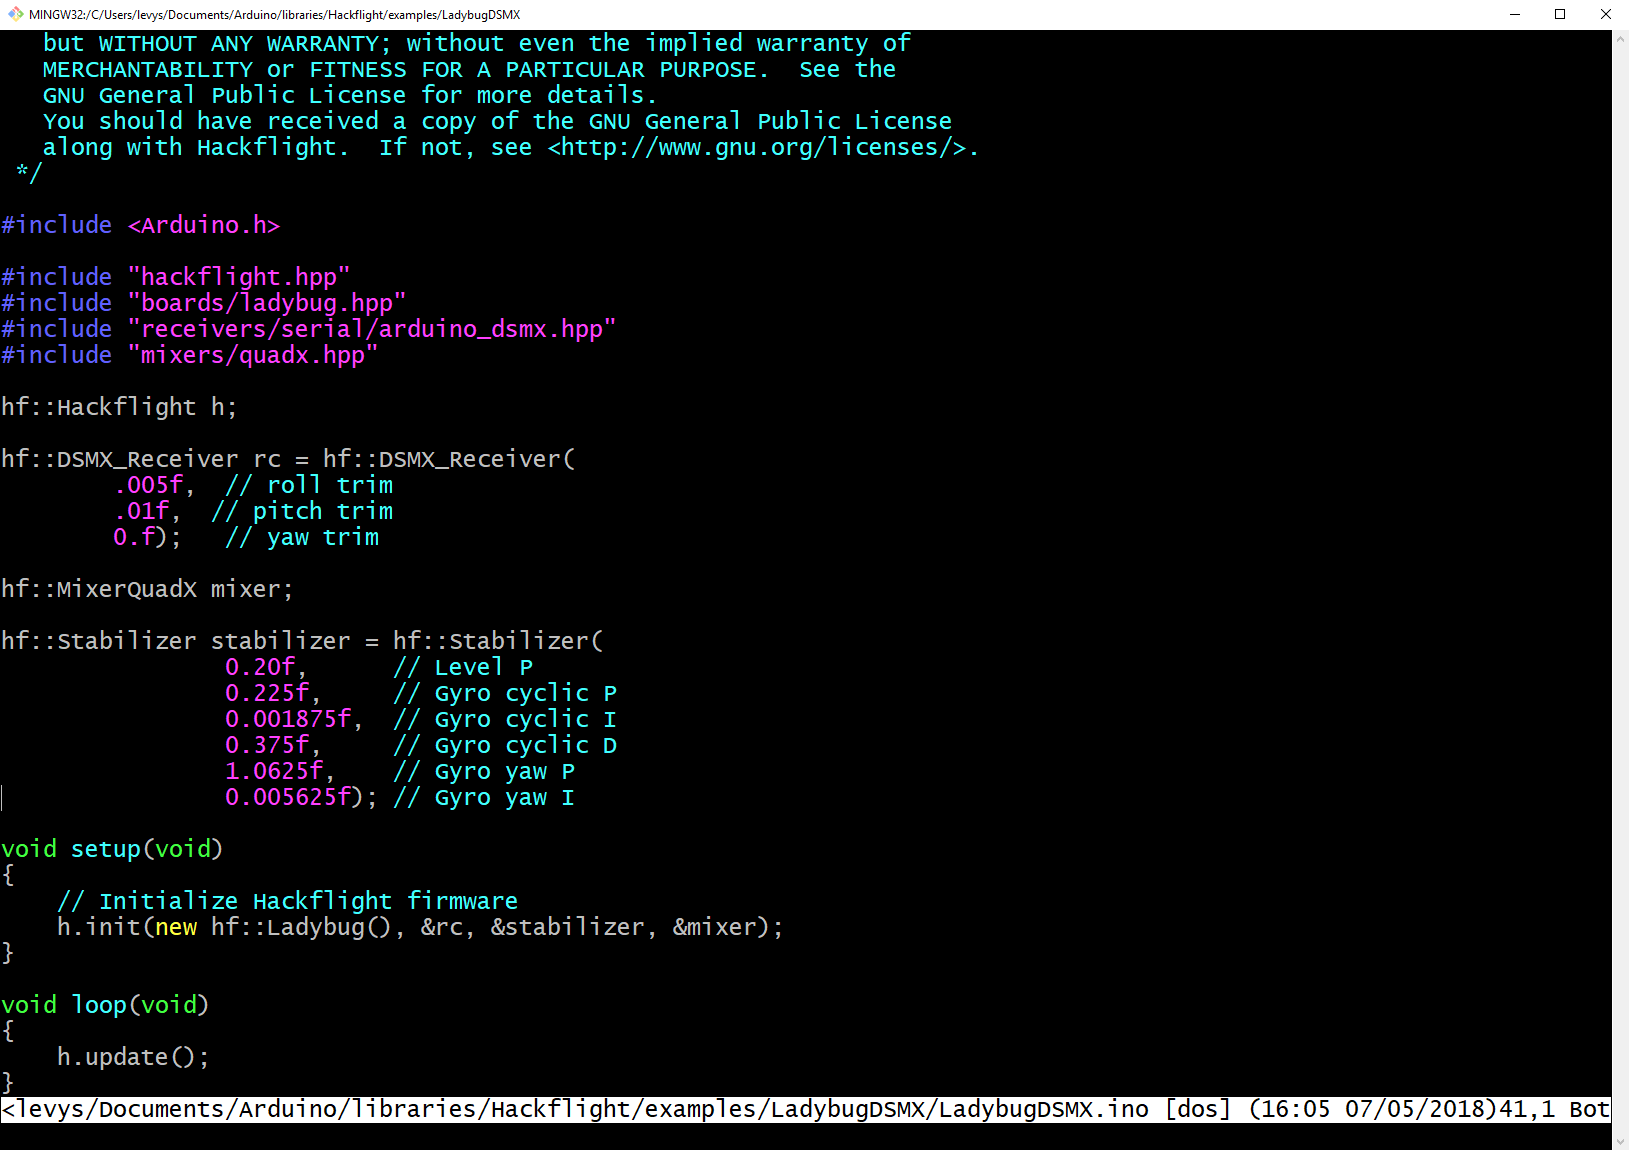 MINGW32:/C/Users/levys/Documents/Arduino/libraries/Hackflight/examples/LadybugDSMX
   but WITHOUT ANY WARRANTY; without even the implied warranty of
   MERCHANTABILITY or FITNESS FOR A PARTICULAR PURPOSE.  See the
   GNU General Public License for more details.
   You should have received a copy of the GNU General Public License
   along with Hackflight.  If not, see <http://www.gnu.org/licenses/>.
 */

#include <Arduino.h>

#include "hackflight.hpp"
#include "boards/ladybug.hpp"
#include "receivers/serial/arduino_dsmx.hpp"
#include "mixers/quadx.hpp"

hf::Hackflight h;

hf::DSMX_Receiver rc = hf::DSMX_Receiver(
        .005f,  // roll trim
        .01f,  // pitch trim
        0.f);   // yaw trim

hf::MixerQuadX mixer;

hf::Stabilizer stabilizer = hf::Stabilizer(
                0.20f,      // Level P
                0.225f,     // Gyro cyclic P
                0.001875f,  // Gyro cyclic I
                0.375f,     // Gyro cyclic D
                1.0625f,    // Gyro yaw P
                0.005625f); // Gyro yaw I

void setup(void)
{
    // Initialize Hackflight firmware
    h.init(new hf::Ladybug(), &rc, &stabilizer, &mixer);
}

void loop(void)
{
    h.update();
}
<levys/Documents/Arduino/libraries/Hackflight/examples/LadybugDSMX/LadybugDSMX.ino [dos] (16:05 07/05/2018)41,1 Bot